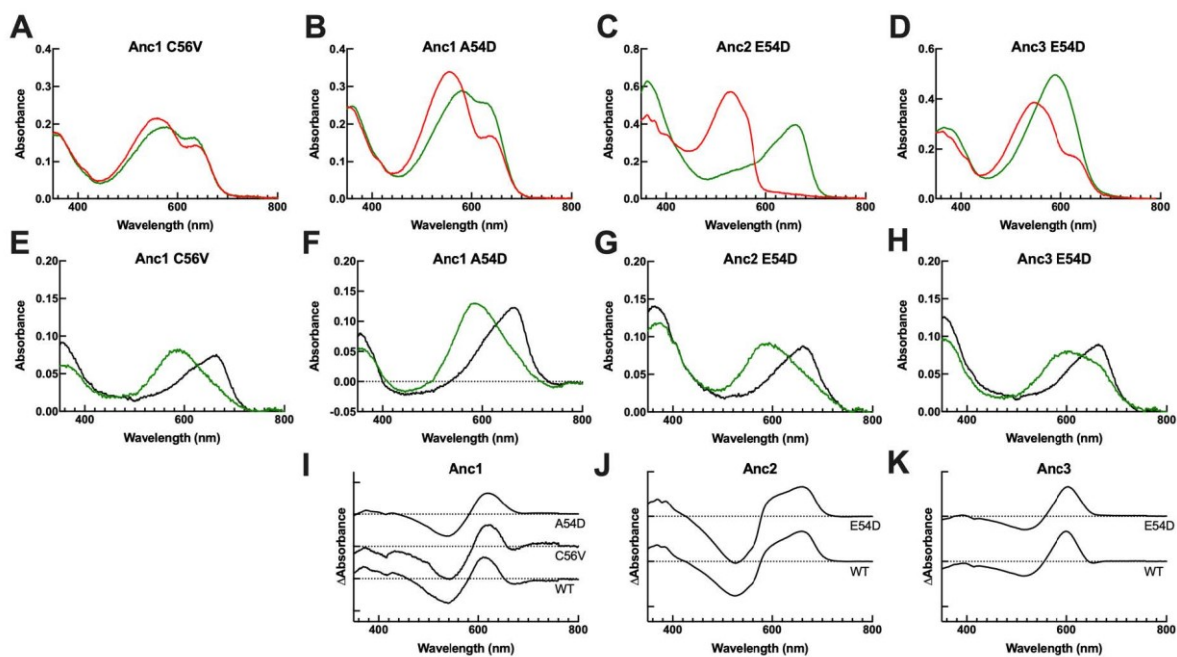 A
Anc1 C56V
Absorbance
0.4
0.3
0.2
0.1
0.0
400 600 800
Wavelength (nm)
B
Anc1 A54D
Absorbance
0.4
0.3
0.2
0.1
0.0
400 600 800
Wavelength (nm)
C
Anc2 E54D
Absorbance
0.8
0.6
0.4
0.2
0.0
400 600 800
Wavelength (nm)
D
Anc3 E54D
Absorbance
0.6
0.4
0.2
0.0
400 600 800
Wavelength (nm)
E
Anc1 C56V
Absorbance
0.20
0.15
0.10
0.05
0.00
400 600 800
Wavelength (nm)
F
Anc1 A54D
Absorbance
0.20
0.15
0.10
0.05
0.00
-0.05
400 600 800
Wavelength (nm)
G
Anc2 E54D
Absorbance
0.20
0.15
0.10
0.05
0.00
400 600 800
Wavelength (nm)
H
Anc3 E54D
Absorbance
0.20
0.15
0.10
0.05
0.00
400 600 800
Wavelength (nm)
I
Anc1
ΔAbsorbance
A54D
C56V
WT
400 600 800
Wavelength (nm)
J
Anc2
ΔAbsorbance
E54D
WT
400 600 800
Wavelength (nm)
K
Anc3
ΔAbsorbance
E54D
WT
400 600 800
Wavelength (nm)